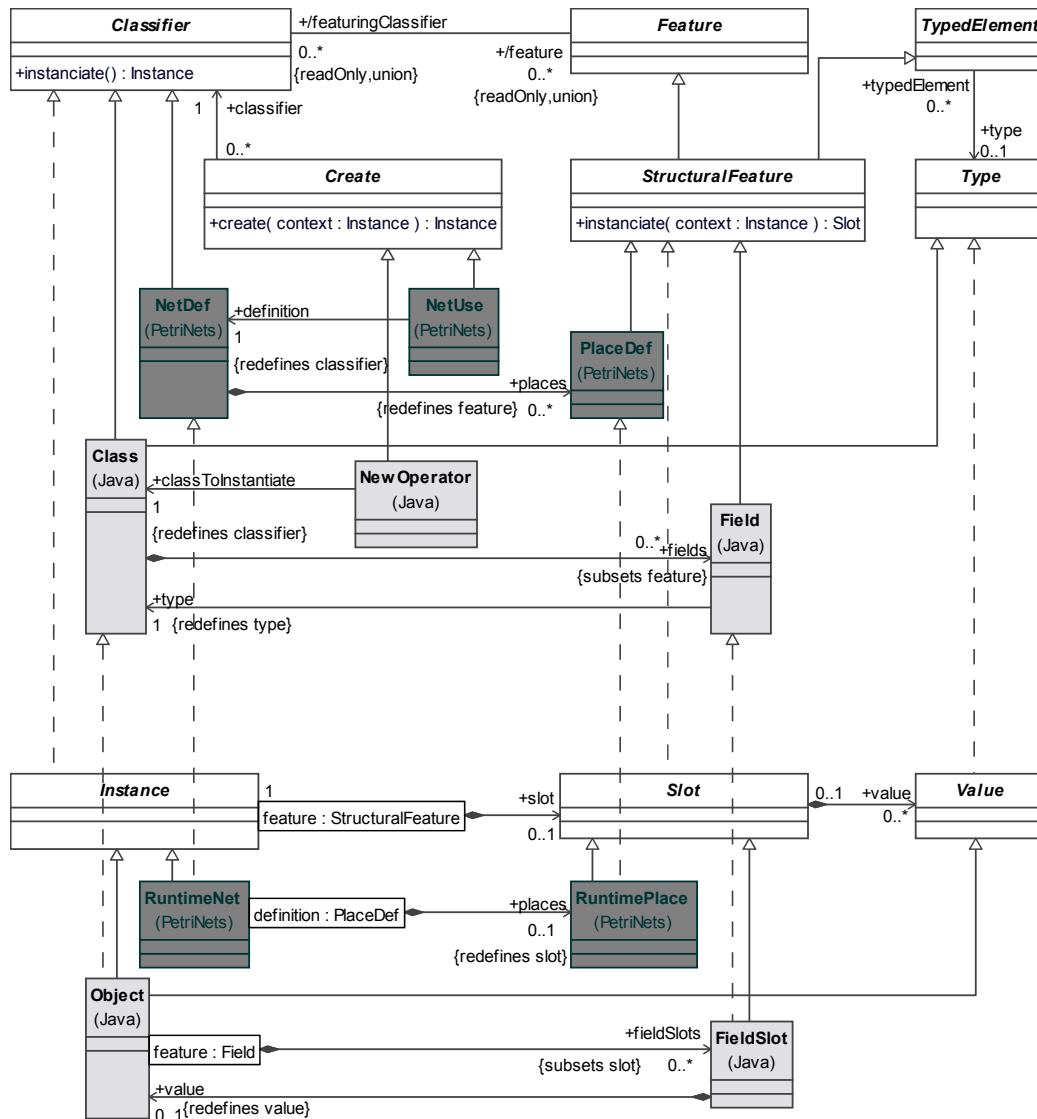 Classifier
+instanciate() : Instance
+/featuringClassifier
0..*
{readOnly,union}
+/feature
0..*
{readOnly,union}
Feature
TypedElement
+typedElement
0..*
+type
0..1
1
+classifier
0..*
Create
+create( context : Instance ) : Instance
StructuralFeature
+instanciate( context : Instance ) : Slot
Type
NetDef
(PetriNets)
+definition
1
{redefines classifier}
NetUse
(PetriNets)
PlaceDef
(PetriNets)
+places
{redefines feature}
0..*
Class
(Java)
+classToInstantiate
1
{redefines classifier}
NewOperator
(Java)
Field
(Java)
0..*
+fields
{subsets feature}
+type
1
{redefines type}
Instance
1
feature : StructuralFeature
+slot
0..1
Slot
0..1
+value
0..*
Value
RuntimeNet
(PetriNets)
definition : PlaceDef
+places
0..1
{redefines slot}
RuntimePlace
(PetriNets)
Object
(Java)
feature : Field
+fieldSlots
{subsets slot}
0..*
FieldSlot
(Java)
+value
0..1
{redefines value}